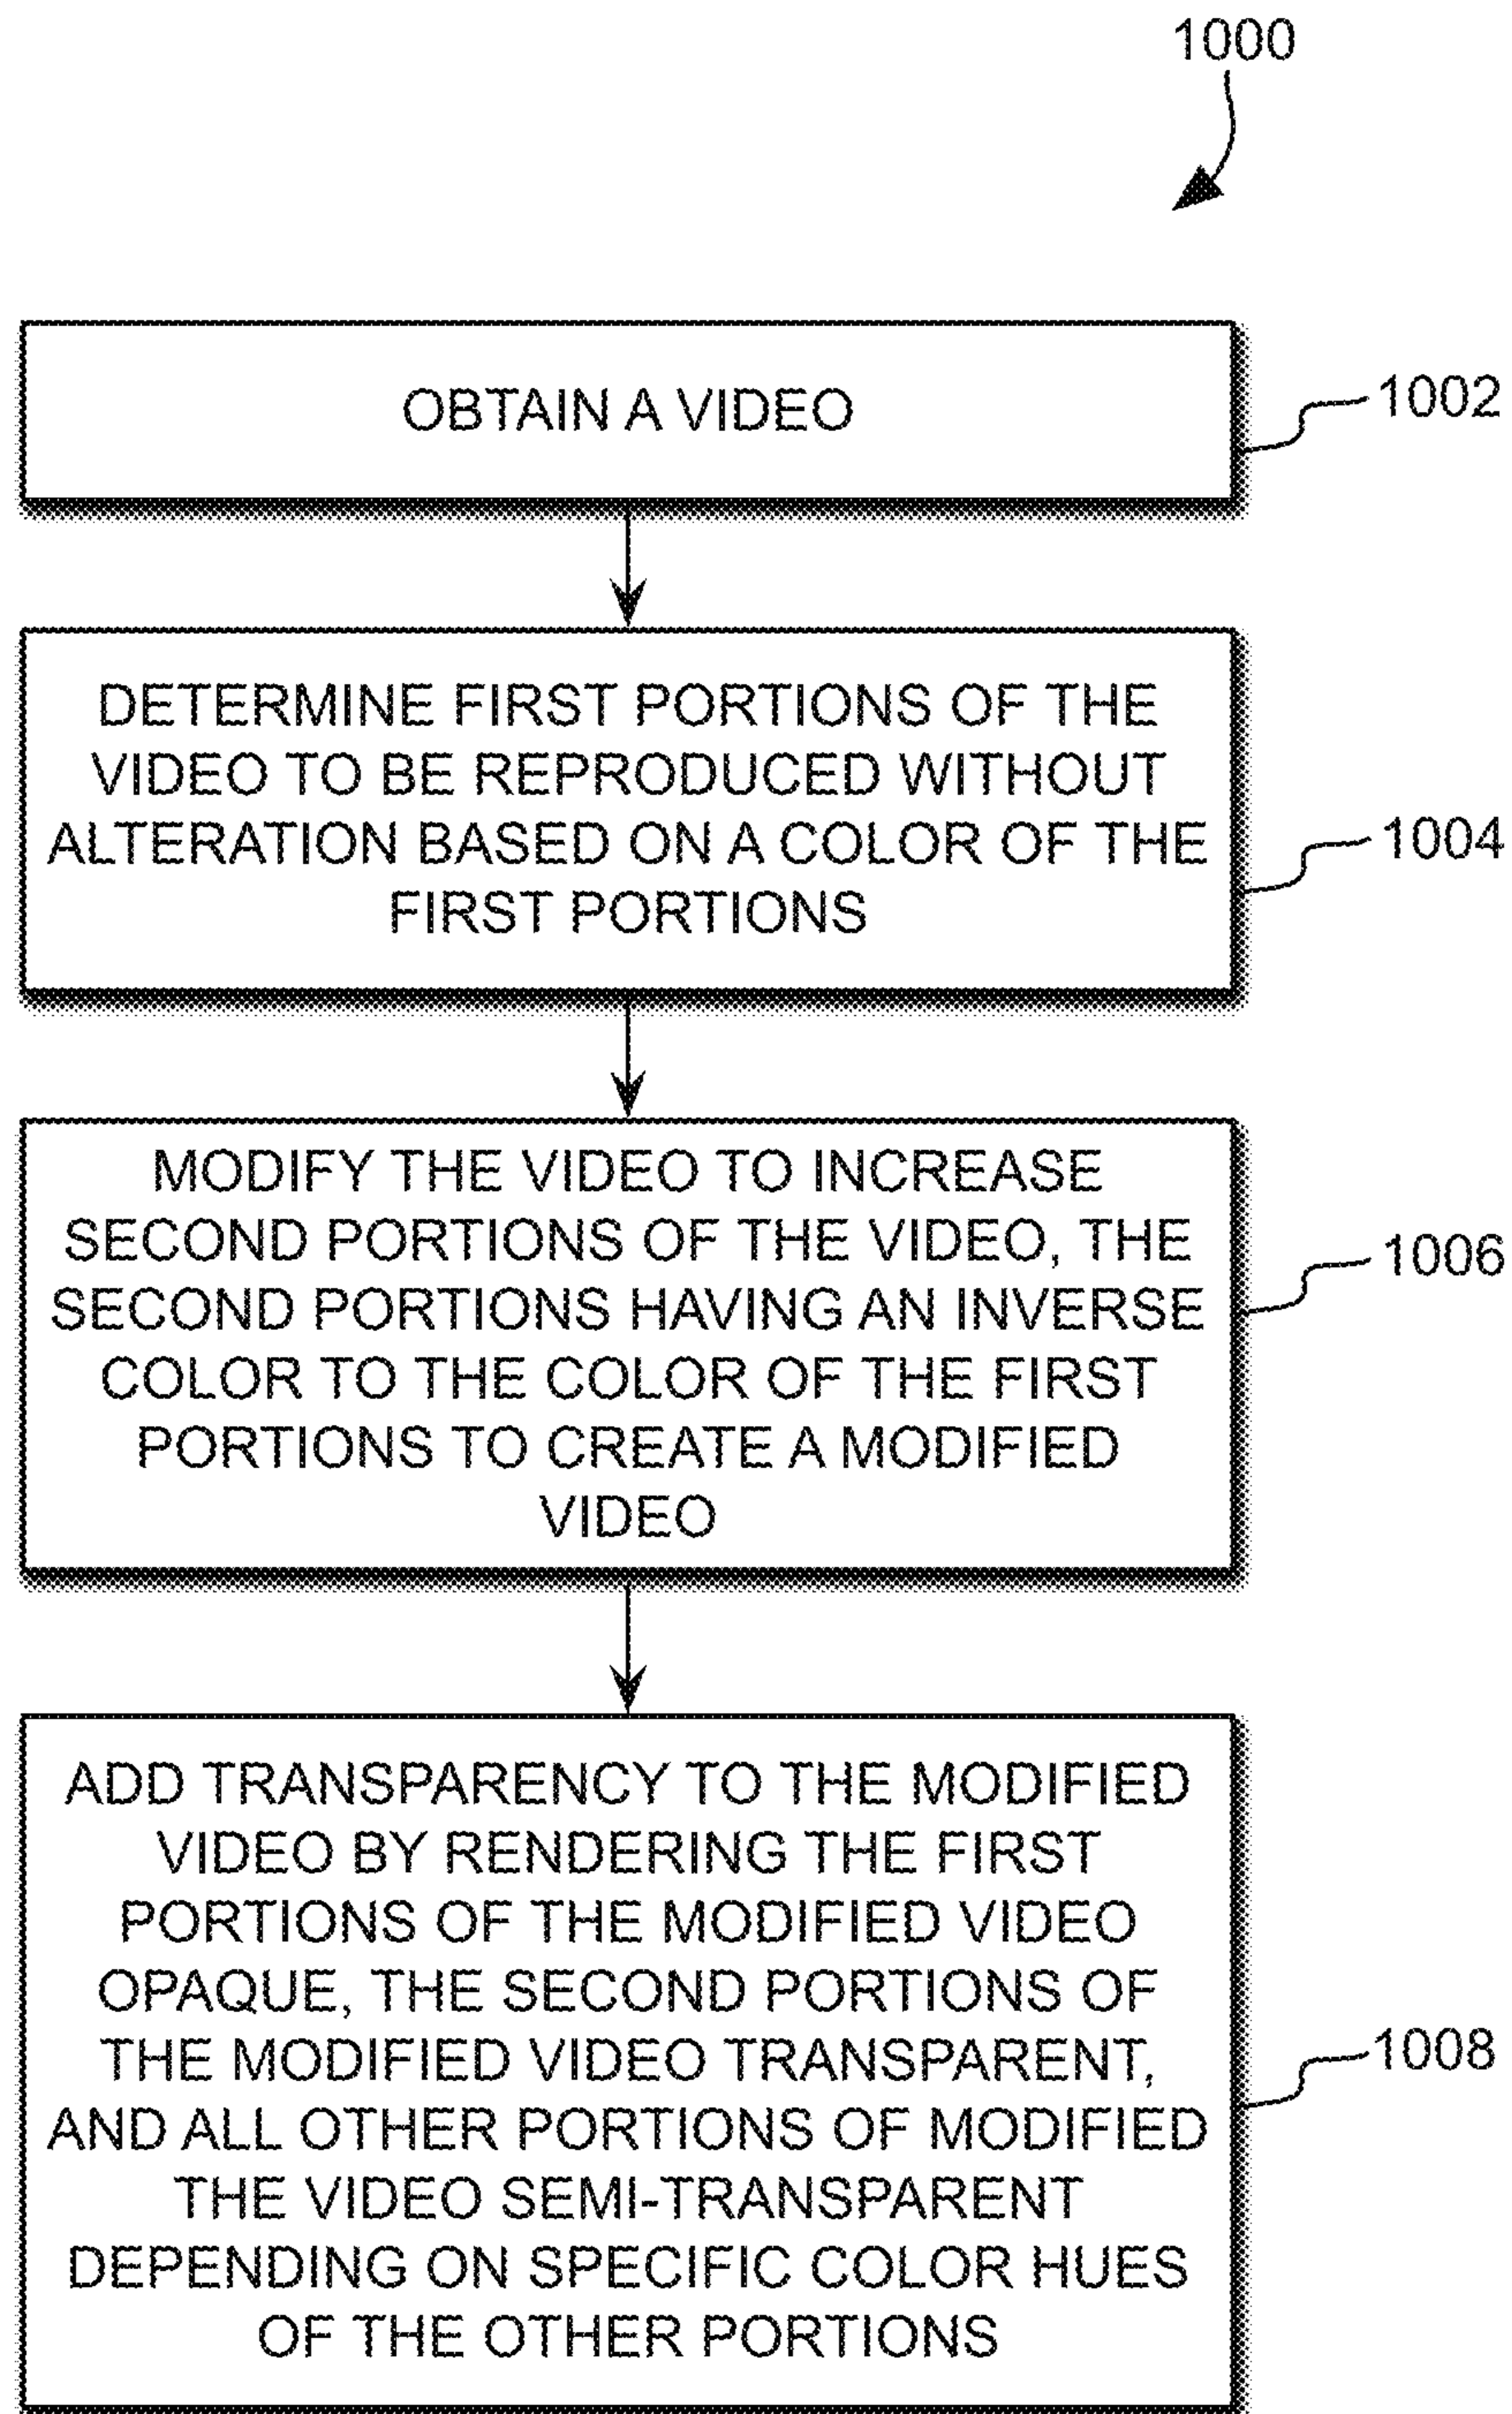 1000
OBTAIN A VIDEO
1002
DETERMINE FIRST PORTIONS OF THE
VIDEO TO BE REPRODUCED WITHOUT
ALTERATION BASED ON A COLOR OF THE
FIRST PORTIONS
1004
MODIFY THE VIDEO TO INCREASE
SECOND PORTIONS OF THE VIDEO, THE
SECOND PORTIONS HAVING AN INVERSE
COLOR TO THE COLOR OF THE FIRST
PORTIONS TO CREATE A MODIFIED
VIDEO
1006
ADD TRANSPARENCY TO THE MODIFIED
VIDEO BY RENDERING THE FIRST
PORTIONS OF THE MODIFIED VIDEO
OPAQUE, THE SECOND PORTIONS OF
THE MODIFIED VIDEO TRANSPARENT,
AND ALL OTHER PORTIONS OF MODIFIED
THE VIDEO SEMI-TRANSPARENT
DEPENDING ON SPECIFIC COLOR HUES
OF THE OTHER PORTIONS
1008